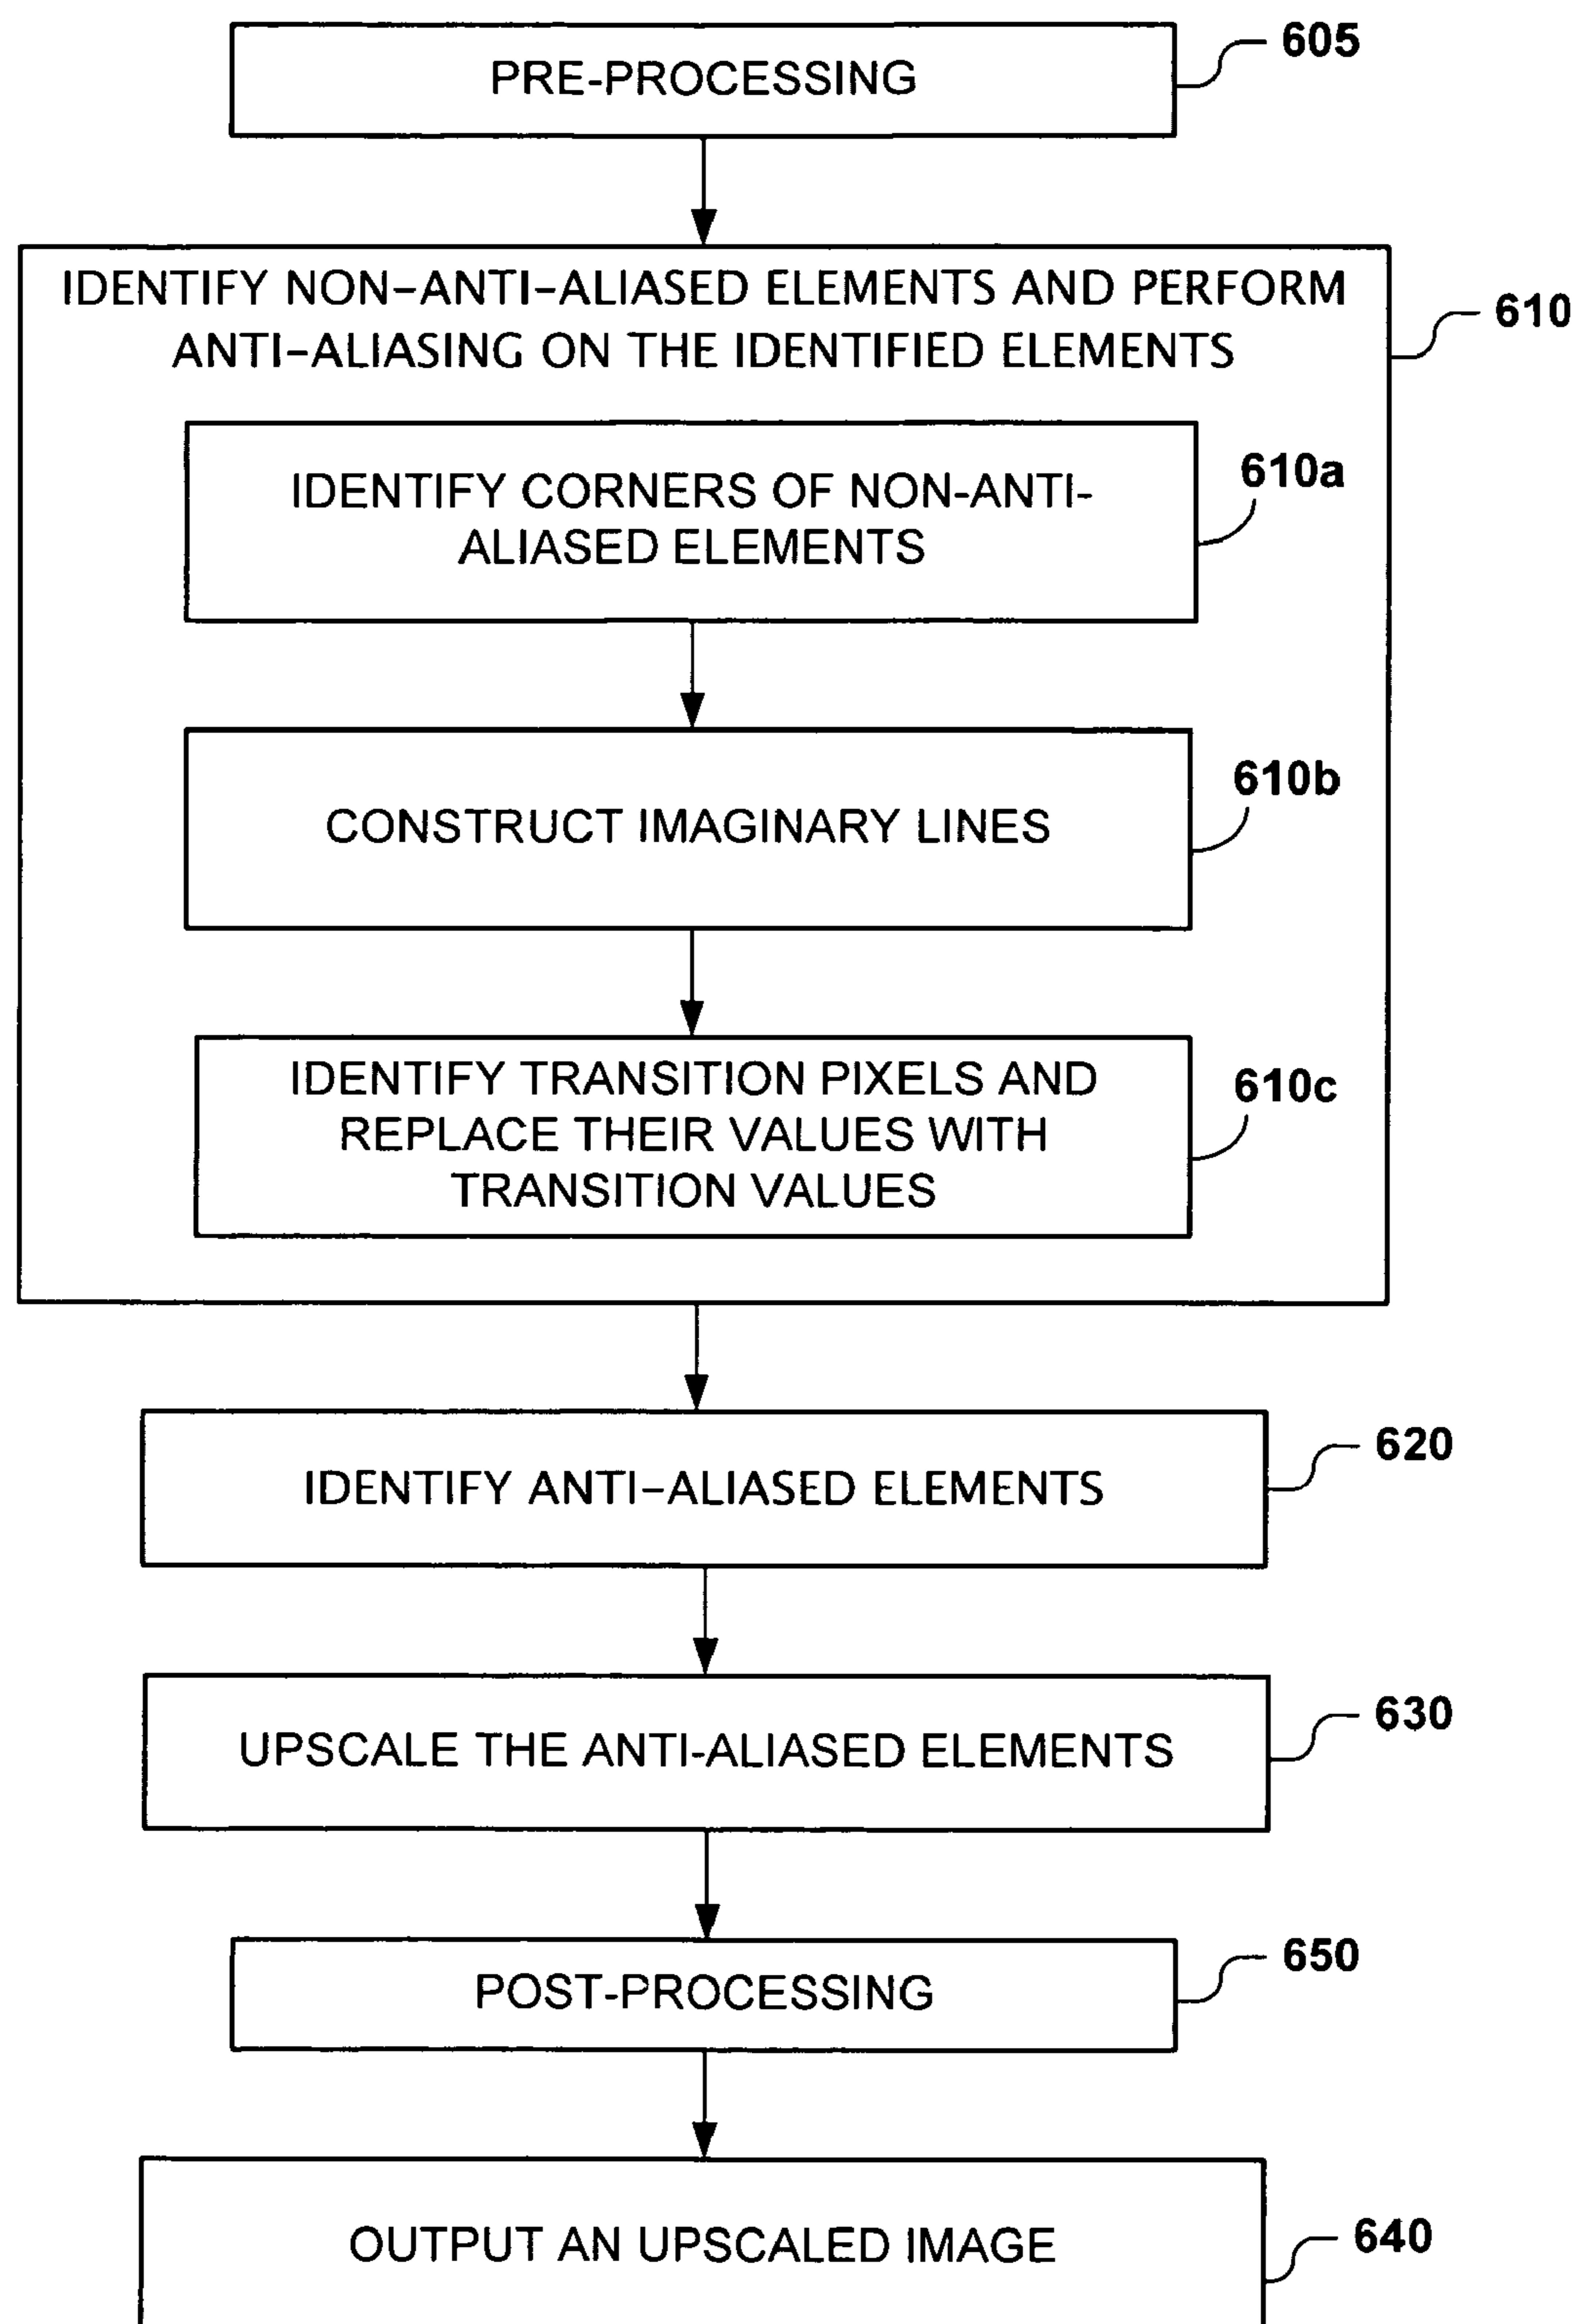 PRE-PROCESSING
605
IDENTIFY NON-ANTI-ALIASED ELEMENTS AND PERFORM
ANTI-ALIASING ON THE IDENTIFIED ELEMENTS
610
IDENTIFY CORNERS OF NON-ANTI-
ALIASED ELEMENTS
610a
CONSTRUCT IMAGINARY LINES
610b
IDENTIFY TRANSITION PIXELS AND
REPLACE THEIR VALUES WITH
TRANSITION VALUES
610c
IDENTIFY ANTI-ALIASED ELEMENTS
620
UPSCALE THE ANTI-ALIASED ELEMENTS
630
POST-PROCESSING
650
OUTPUT AN UPSCALED IMAGE
640